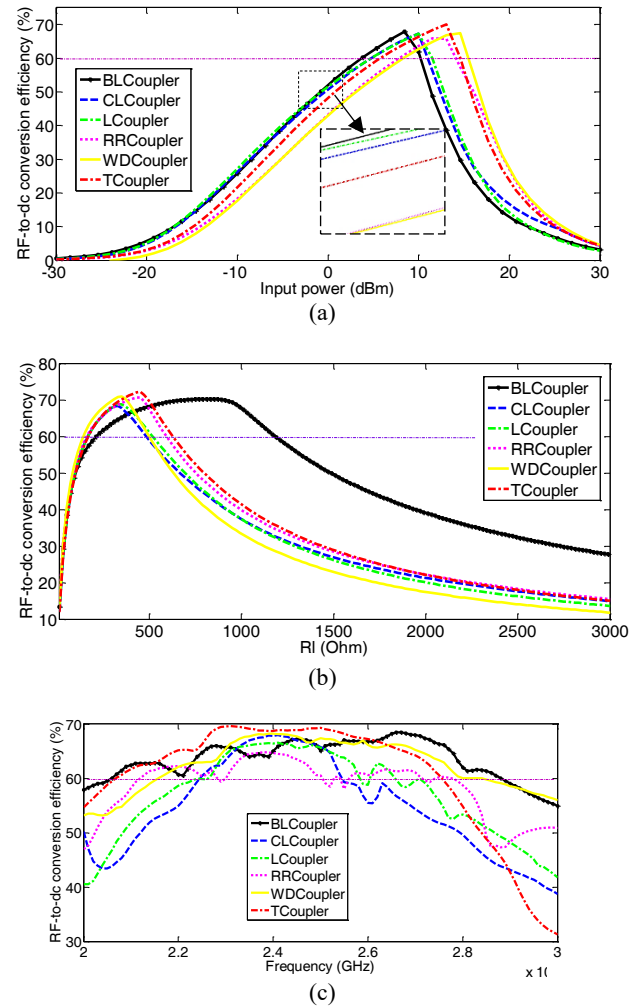 RF-to-dc conversion efficiency (%)
70
60
50
40
30
20
10
0
BLCoupler
CLCoupler
LCoupler
RRCoupler
WDCoupler
TCoupler
-30 -20 -10 0 10 20 30
Input power (dBm)
(a)
RF-to-dc conversion efficiency (%)
80
70
60
50
40
30
20
10
BLCoupler
CLCoupler
LCoupler
RRCoupler
WDCoupler
TCoupler
500 1000 1500 2000 2500 3000
Rl (Ohm)
(b)
RF-to-dc conversion efficiency (%)
70
60
50
40
30
BLCoupler
CLCoupler
LCoupler
RRCoupler
WDCoupler
TCoupler
2 2.2 2.4 2.6 2.8 3
Frequency (GHz)
(c)